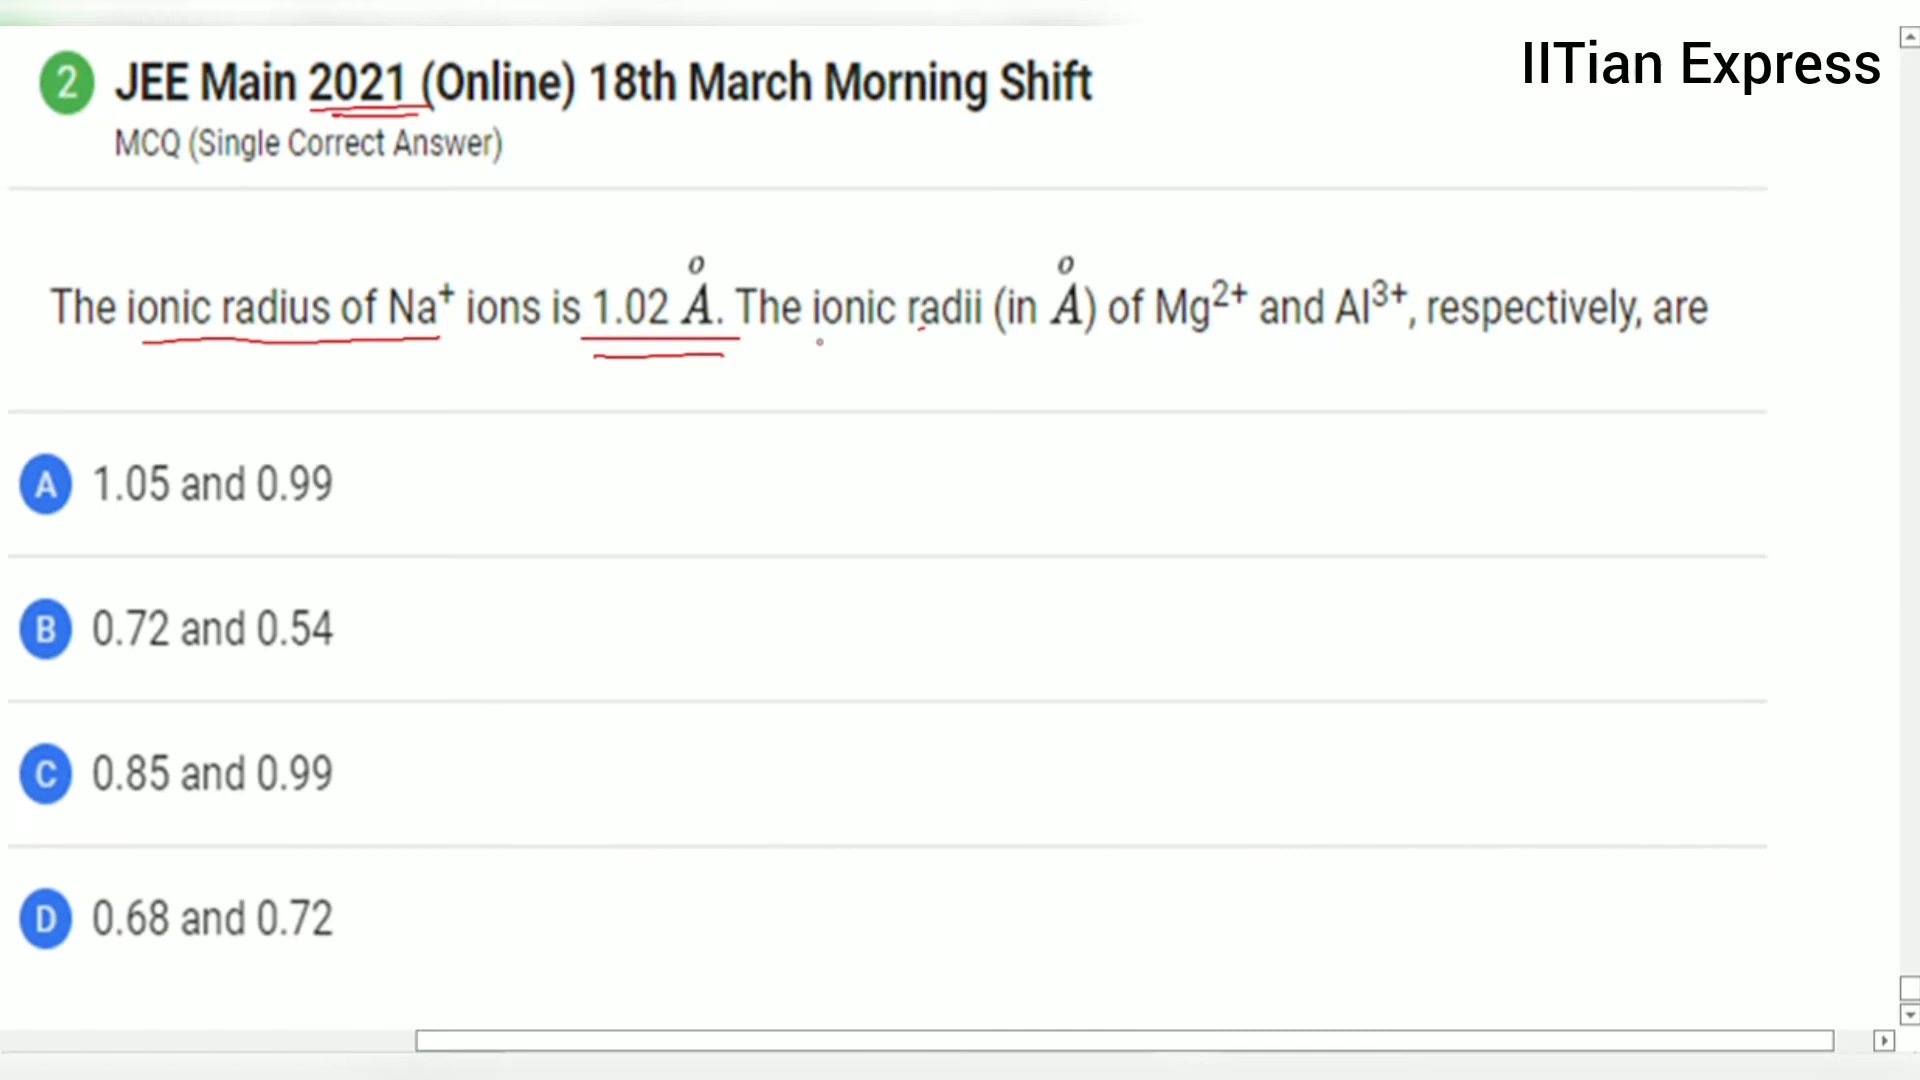 IITian Express
2 JEE Main 2021 (Online) 18th March Morning Shift
MCQ (Single Correct Answer)
The ionic radius of Na⁺ ions is 1.02 Å. The ionic radii (in Å) of Mg²⁺ and Al³⁺, respectively, are
A 1.05 and 0.99
B 0.72 and 0.54
C 0.85 and 0.99
D 0.68 and 0.72